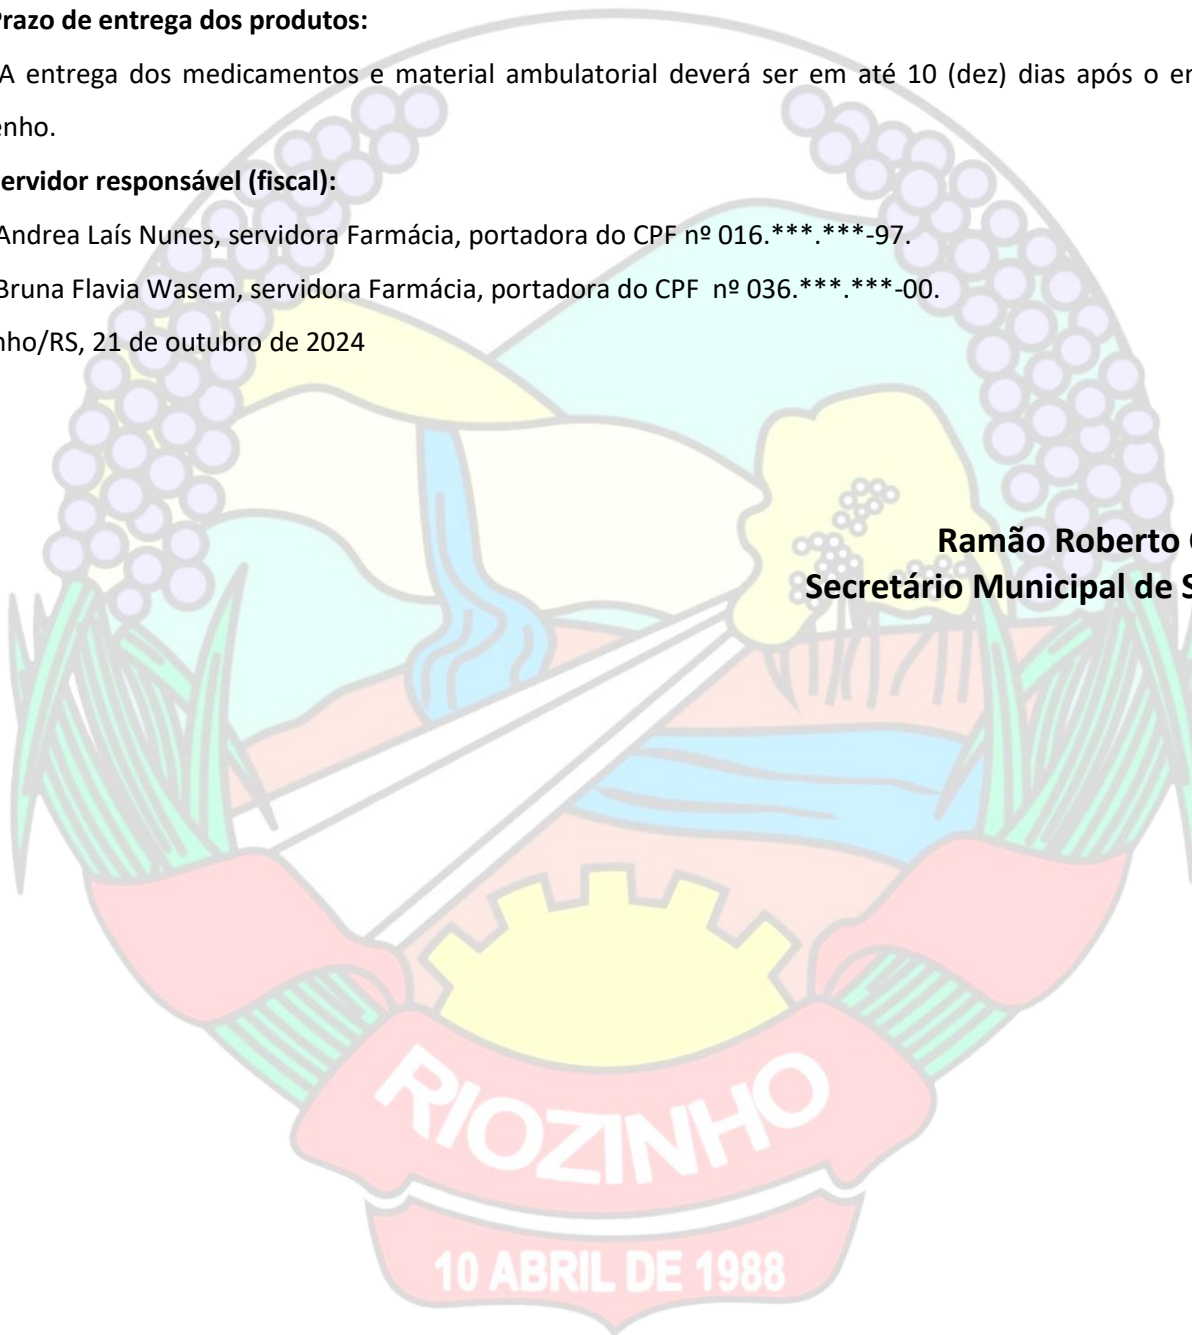 Prazo de entrega dos produtos:
A entrega dos medicamentos e material ambulatorial deverá ser em até 10 (dez) dias após o
enho.
ervidor responsável (fiscal):
Andrea Laís Nunes, servidora Farmácia, portadora do CPF nº 016.***.***-97.
Bruna Flavia Wasem, servidora Farmácia, portadora do CPF nº 036.***.***-00.
nho/RS, 21 de outubro de 2024
Ramão Roberto
Secretário Municipal de
RIOZINHO
10 ABRIL DE 1988